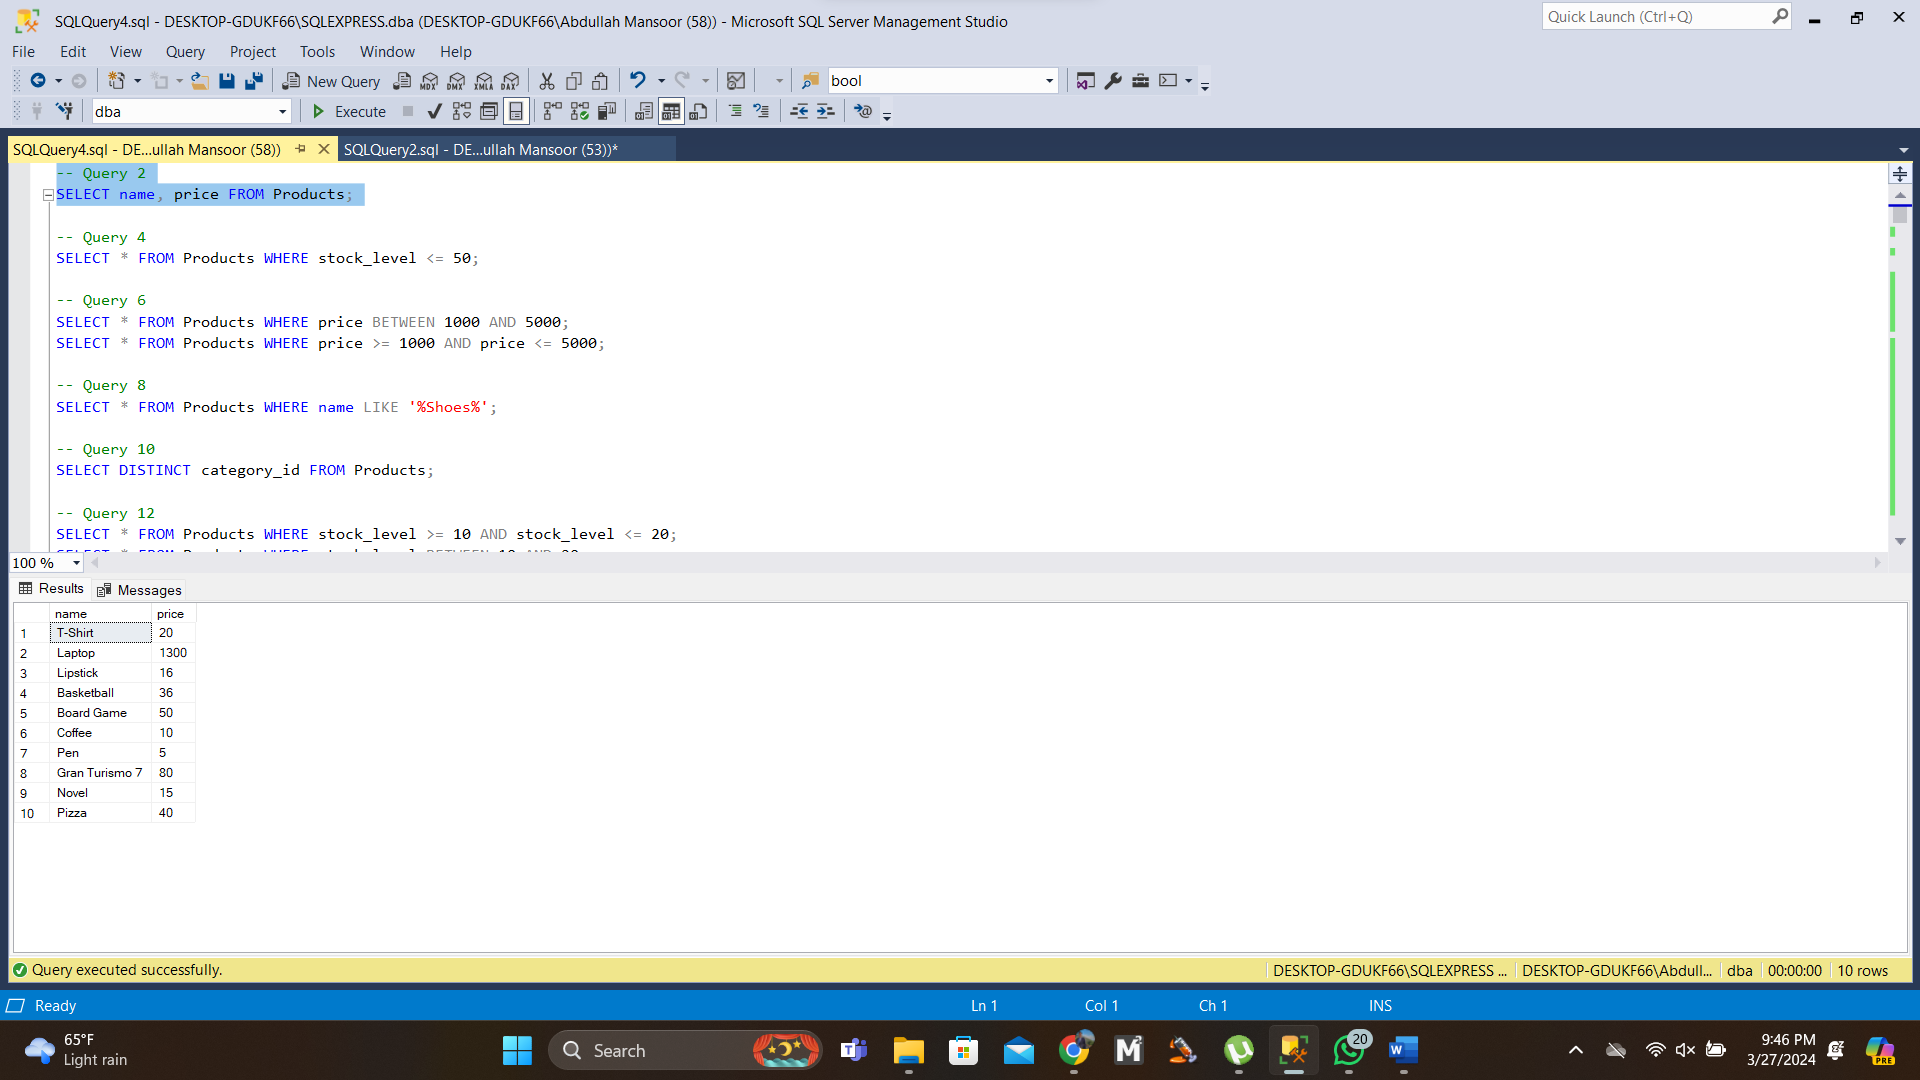 SQLQuery4.sql - DESKTOP-GDUKF66\SQLEXPRESS.dba (DESKTOP-GDUKF66\Abdullah Mansoor (58)) - Microsoft SQL Server Management Studio
Quick Launch (Ctrl+Q)
File Edit View Query Project Tools Window Help
New Query MDX DMX XMLA DAX bool
dba Execute
SQLQuery4.sql - DE...ullah Mansoor (58)) SQLQuery2.sql - DE...ullah Mansoor (53))*
-- Query 2
SELECT name, price FROM Products;
-- Query 4
SELECT * FROM Products WHERE stock_level <= 50;
-- Query 6
SELECT * FROM Products WHERE price BETWEEN 1000 AND 5000;
SELECT * FROM Products WHERE price >= 1000 AND price <= 5000;
-- Query 8
SELECT * FROM Products WHERE name LIKE '%Shoes%';
-- Query 10
SELECT DISTINCT category_id FROM Products;
-- Query 12
SELECT * FROM Products WHERE stock_level >= 10 AND stock_level <= 20;
100 %
Results Messages
name price
1 T-Shirt 20
2 Laptop 1300
3 Lipstick 16
4 Basketball 36
5 Board Game 50
6 Coffee 10
7 Pen 5
8 Gran Turismo 7 80
9 Novel 15
10 Pizza 40
Query executed successfully. DESKTOP-GDUKF66\SQLEXPRESS ... DESKTOP-GDUKF66\Abdull... dba 00:00:00 10 rows
Ready Ln 1 Col 1 Ch 1 INS
65°F
Light rain
Search
20
9:46 PM
3/27/2024
PRE